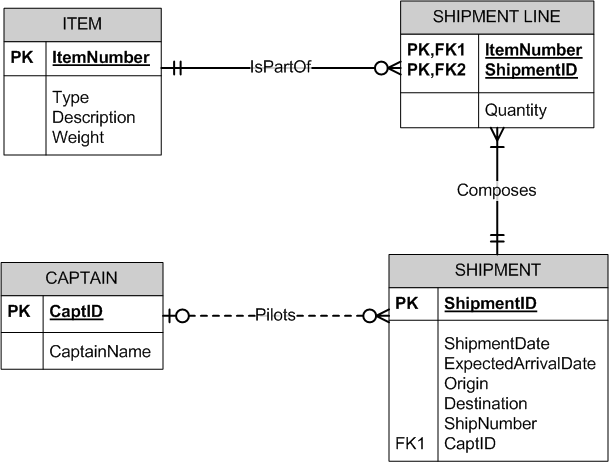 ITEM
PK ItemNumber
Type
Description
Weight
IsPartOf
SHIPMENT LINE
PK,FK1 ItemNumber
PK,FK2 ShipmentID
Quantity
Composes
CAPTAIN
PK CaptID
CaptainName
Pilots
SHIPMENT
PK ShipmentID
ShipmentDate
ExpectedArrivalDate
Origin
Destination
ShipNumber
FK1 CaptID